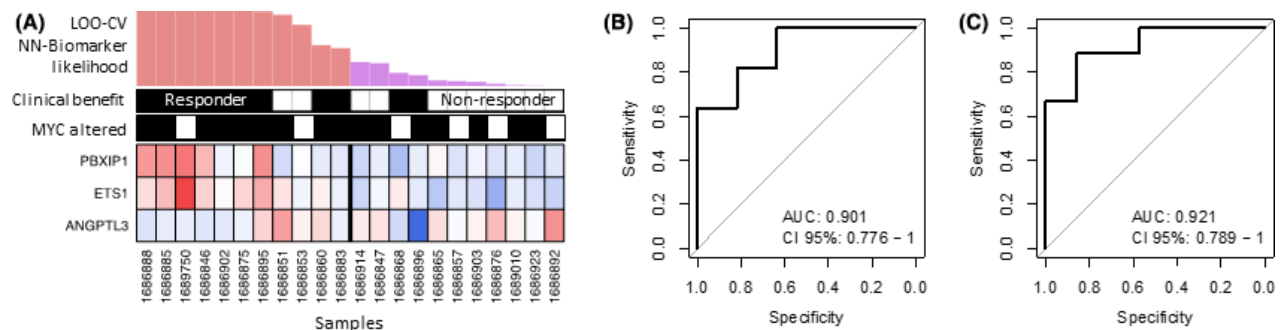 (A)
LOO-CV
NN-Biomarker
likelihood
Clinical benefit
Responder
Non-responder
MYC altered
PBXIP1
ETS1
ANGPTL3
1686888
1686885
1689750
1686846
1686902
1686875
1686895
1686851
1686853
1686860
1686883
1686914
1686847
1686868
1686896
1686865
1686857
1686903
1686876
1689010
1686923
1686892
Samples
(B)
Sensitivity
1.0
0.8
0.6
0.4
0.2
0.0
AUC: 0.901
CI 95%: 0.776 – 1
1.0 0.8 0.6 0.4 0.2 0.0
Specificity
(C)
Sensitivity
1.0
0.8
0.6
0.4
0.2
0.0
AUC: 0.921
CI 95%: 0.789 – 1
1.0 0.8 0.6 0.4 0.2 0.0
Specificity